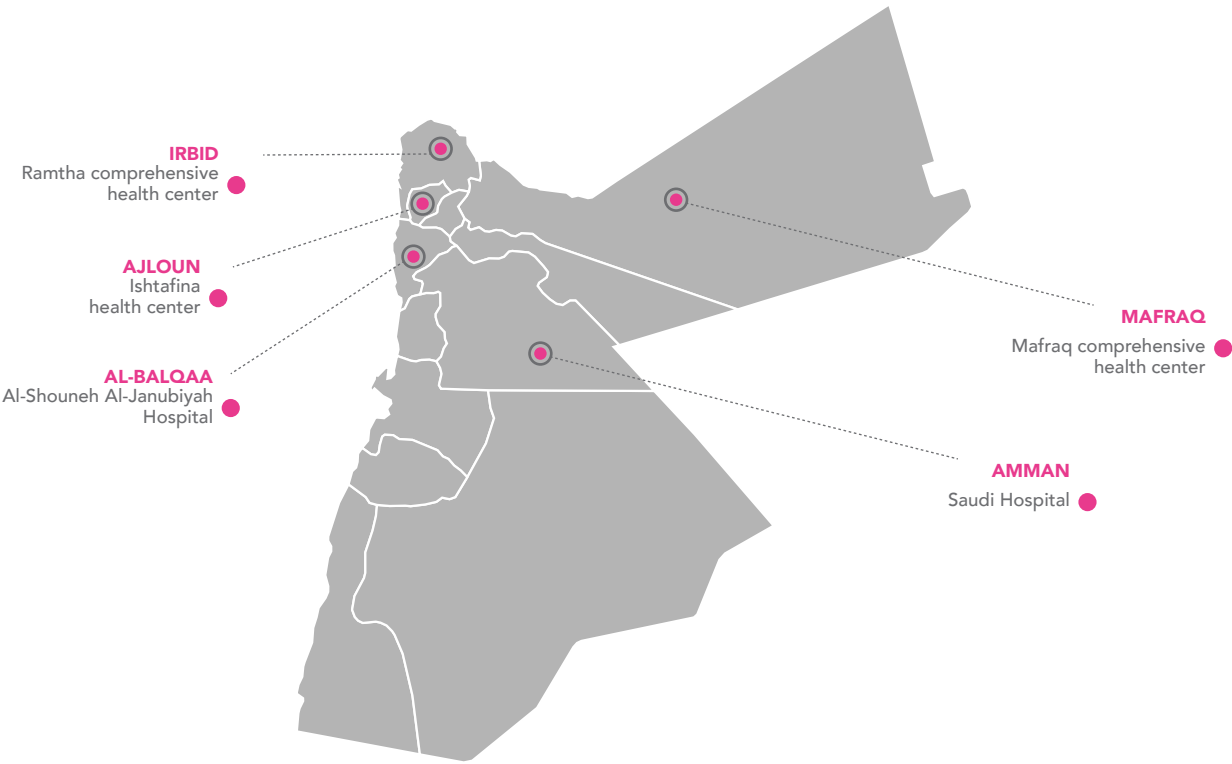 IRBID
Ramtha comprehensive
health center
AJLOUN
Ishtafina
health center
AL-BALQAA
Al-Shouneh Al-Janubiyah
Hospital
MAFRAQ
Mafraq comprehensive
health center
AMMAN
Saudi Hospital